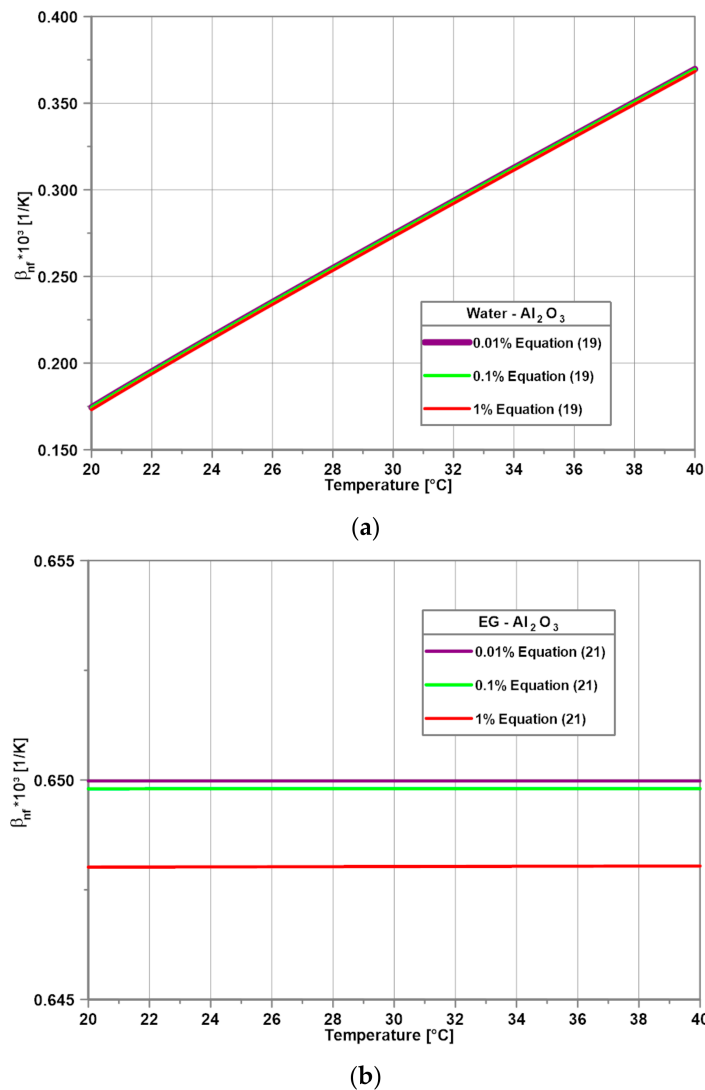 0.400
0.350
0.300
0.250
0.200
0.150
βnf*10³ [1/K]
Water - Al2O3
0.01% Equation (19)
0.1% Equation (19)
1% Equation (19)
20 22 24 26 28 30 32 34 36 38 40
Temperature [°C]
(a)
0.655
0.650
0.645
βnf*10³ [1/K]
EG - Al2O3
0.01% Equation (21)
0.1% Equation (21)
1% Equation (21)
20 22 24 26 28 30 32 34 36 38 40
Temperature [°C]
(b)